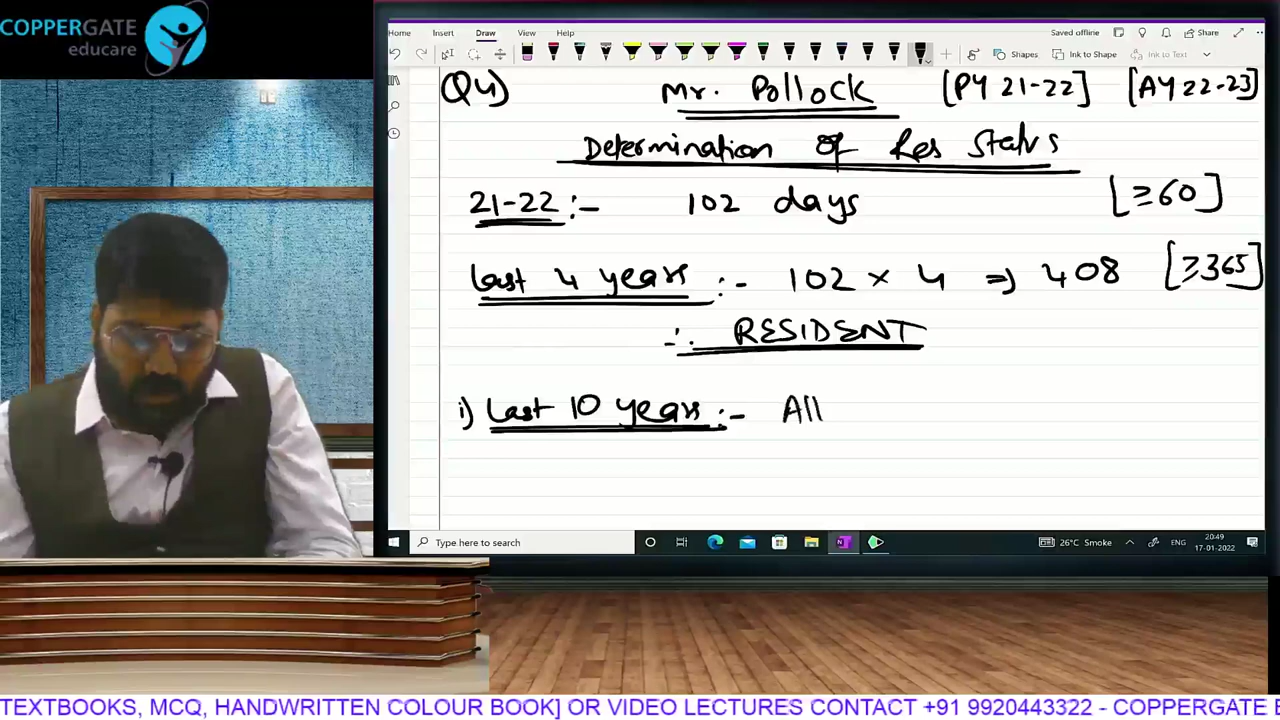 COPPERGATE
educare
Home Insert Draw View Help
Saved offline
Share
Shapes
Ink to Shape
Ink to Text
Q4) Mr. Pollock [PY 21-22] [AY 22-23]
Determination of Res Status
21-22 :- 102 days [≥60]
last 4 years :- 102 × 4 ⇒ 408 [≥365]
∴ RESIDENT
i) Last 10 years :- All
Type here to search
26°C Smoke
ENG
20:49
17-01-2022
TEXTBOOKS, MCQ, HANDWRITTEN COLOUR BOOK] OR VIDEO LECTURES CONTACT +91 9920443322 - COPPERGATE E